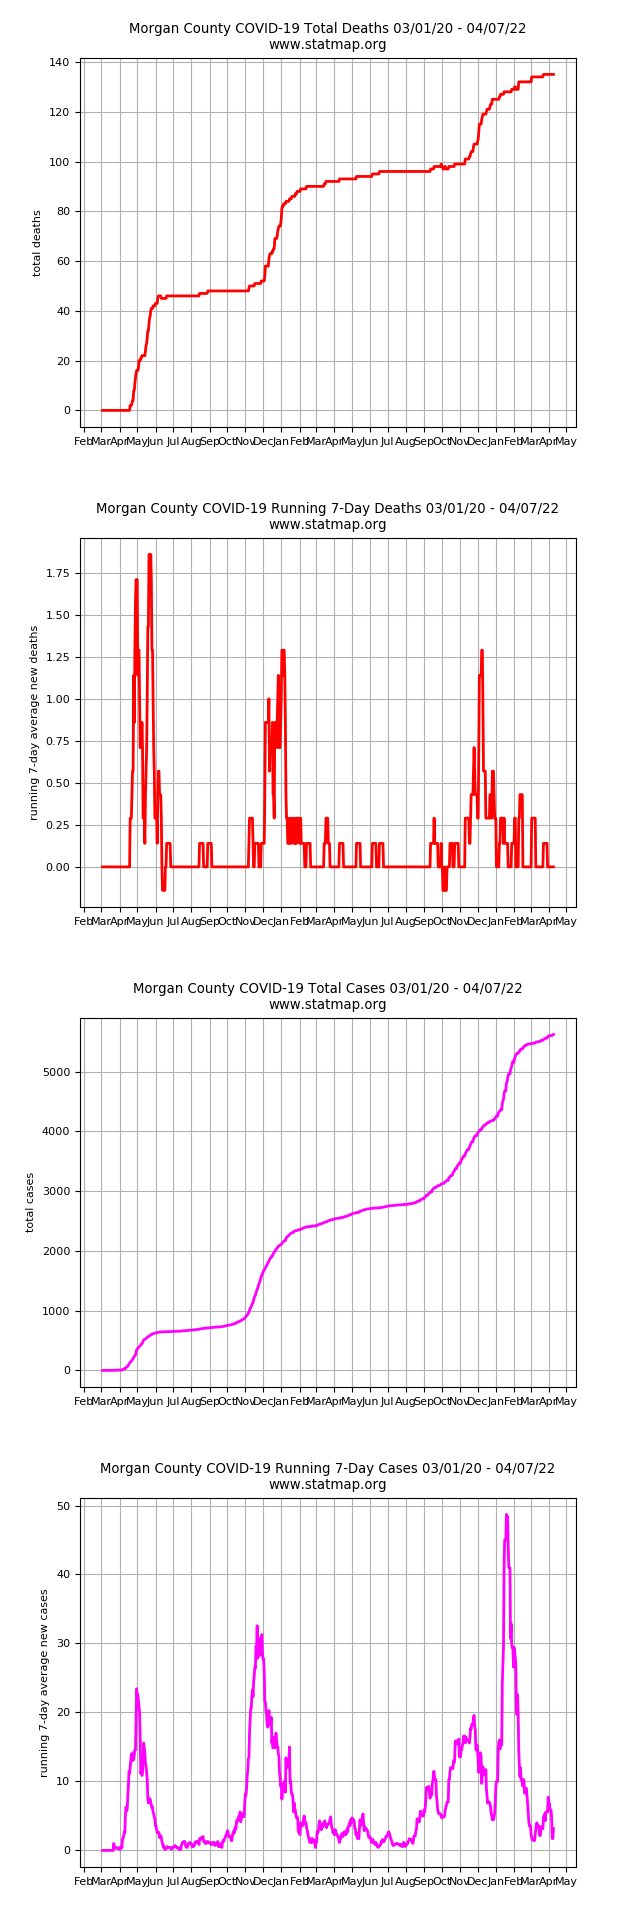 Morgan County COVID-19 Total Deaths 03/01/20 - 04/07/22
www.statmap.org
140
120
100
80
60
40
20
0
total deaths
Feb Mar Apr May Jun Jul Aug Sep Oct Nov Dec Jan Feb Mar Apr May Jun Jul Aug Sep Oct Nov Dec Jan Feb Mar Apr May
Morgan County COVID-19 Running 7-Day Deaths 03/01/20 - 04/07/22
www.statmap.org
1.75
1.50
1.25
1.00
0.75
0.50
0.25
0.00
running 7-day average new deaths
Feb Mar Apr May Jun Jul Aug Sep Oct Nov Dec Jan Feb Mar Apr May Jun Jul Aug Sep Oct Nov Dec Jan Feb Mar Apr May
Morgan County COVID-19 Total Cases 03/01/20 - 04/07/22
www.statmap.org
5000
4000
3000
2000
1000
0
total cases
Feb Mar Apr May Jun Jul Aug Sep Oct Nov Dec Jan Feb Mar Apr May Jun Jul Aug Sep Oct Nov Dec Jan Feb Mar Apr May
Morgan County COVID-19 Running 7-Day Cases 03/01/20 - 04/07/22
www.statmap.org
50
40
30
20
10
0
running 7-day average new cases
Feb Mar Apr May Jun Jul Aug Sep Oct Nov Dec Jan Feb Mar Apr May Jun Jul Aug Sep Oct Nov Dec Jan Feb Mar Apr May